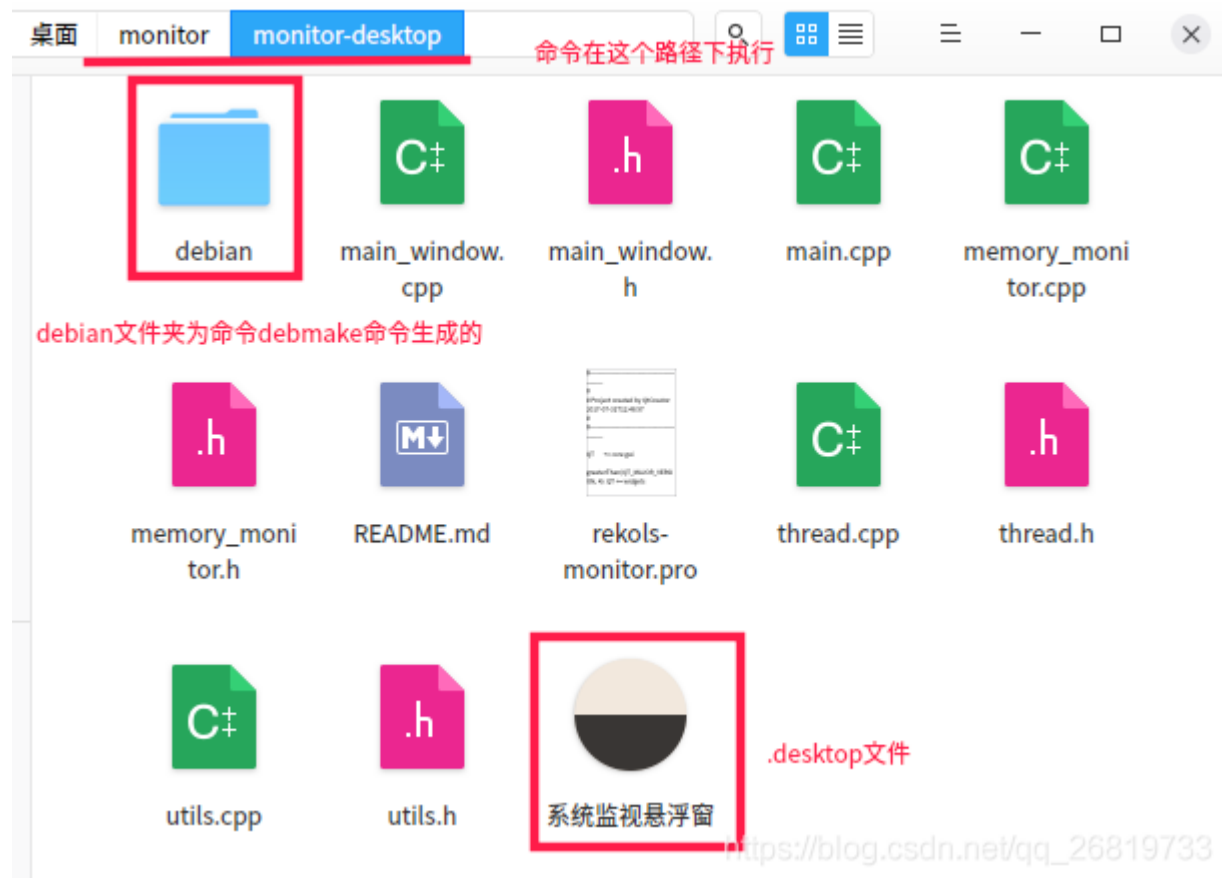 桌面 monitor monitor-desktop
命令在这个路径下执行
C‡ .h C‡ C‡
debian main_window.cpp main_window.h main.cpp memory_monitor.cpp
debian文件夹为命令debmake命令生成的
.h M C‡ .h
memory_monitor.h README.md rekols-monitor.pro thread.cpp thread.h
C‡ .h
.desktop文件
utils.cpp utils.h 系统监视悬浮窗
https://blog.csdn.net/qq_26819733